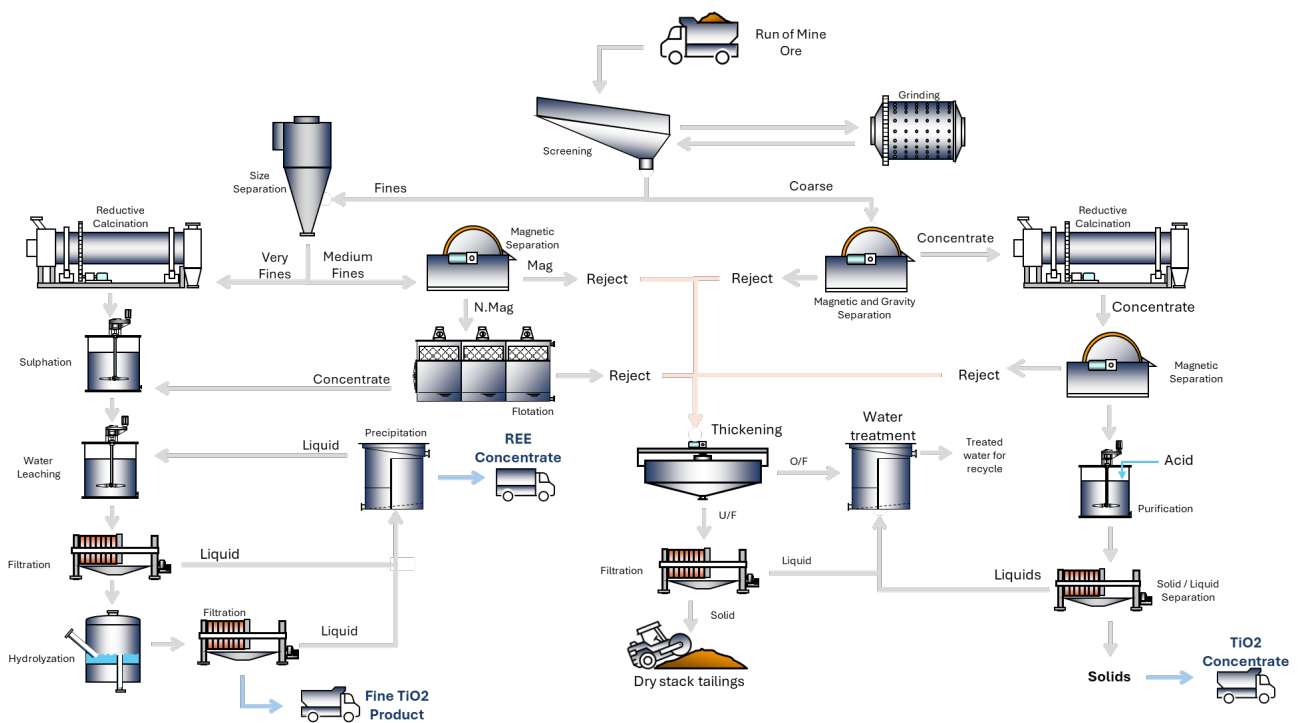 Run of Mine
Ore
Grinding
Screening
Size
Separation
Fines
Coarse
Reductive
Calcination
Very
Fines
Medium
Fines
Magnetic
Separation
Mag
Reject
Reject
Magnetic and Gravity
Separation
Concentrate
Reductive
Calcination
N.Mag
Concentrate
Sulphation
Concentrate
Flotation
Reject
Reject
Magnetic
Separation
Water
Leaching
Liquid
Precipitation
REE
Concentrate
Thickening
O/F
U/F
Water
treatment
Treated
water for
recycle
Acid
Purification
Filtration
Liquid
Filtration
Liquid
Liquids
Solid / Liquid
Separation
Hydrolyzation
Filtration
Liquid
Solid
Dry stack tailings
Solids
TiO2
Concentrate
Fine TiO2
Product